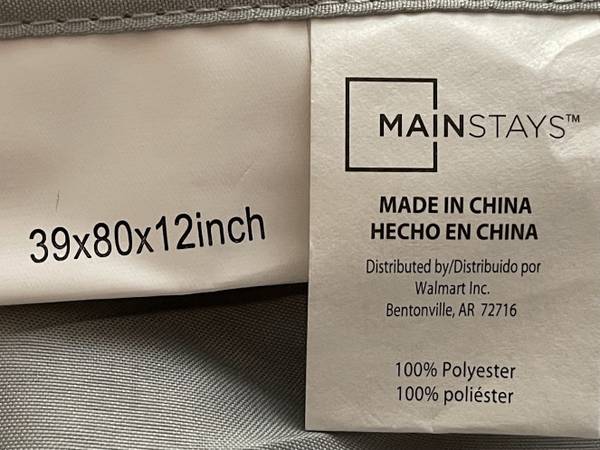 39x80x12inch
MAINSTAYS™
MADE IN CHINA
HECHO EN CHINA
Distributed by/Distribuido por
Walmart Inc.
Bentonville, AR 72716
100% Polyester
100% poliéster